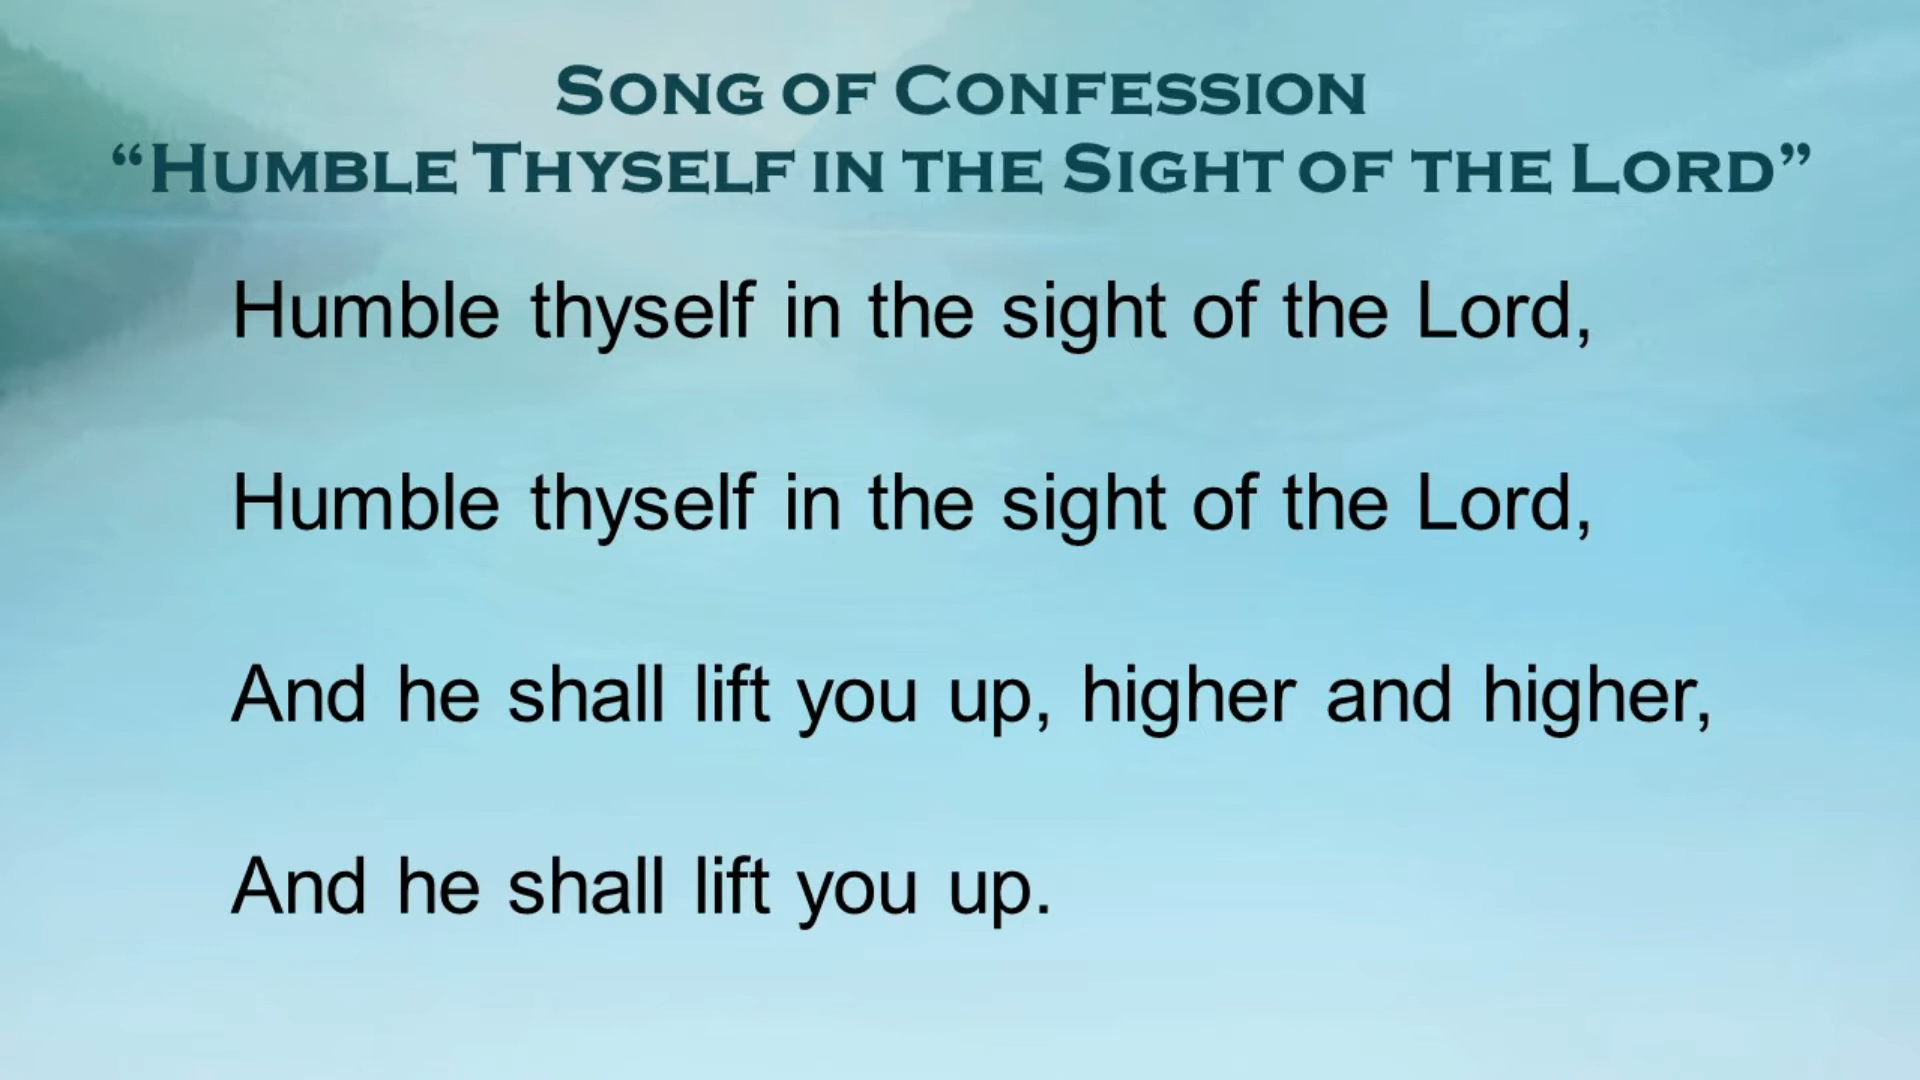 SONG OF CONFESSION
“HUMBLE THYSELF IN THE SIGHT OF THE LORD”
Humble thyself in the sight of the Lord,
Humble thyself in the sight of the Lord,
And he shall lift you up, higher and higher,
And he shall lift you up.